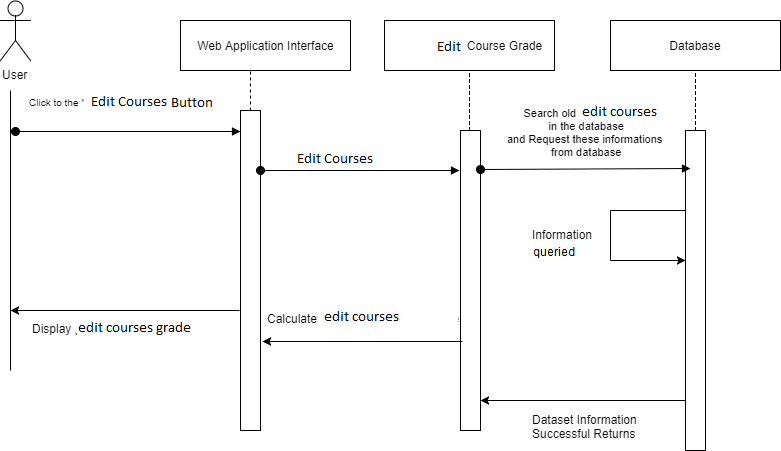 Web Application Interface
Edit Course Grade
Database
User
Click to the " Edit Courses Button
Search old edit courses
in the database
and Request these informations
from database
Edit Courses
Information
queried
Calculate edit courses
Display edit courses grade
Dataset Information
Successful Returns